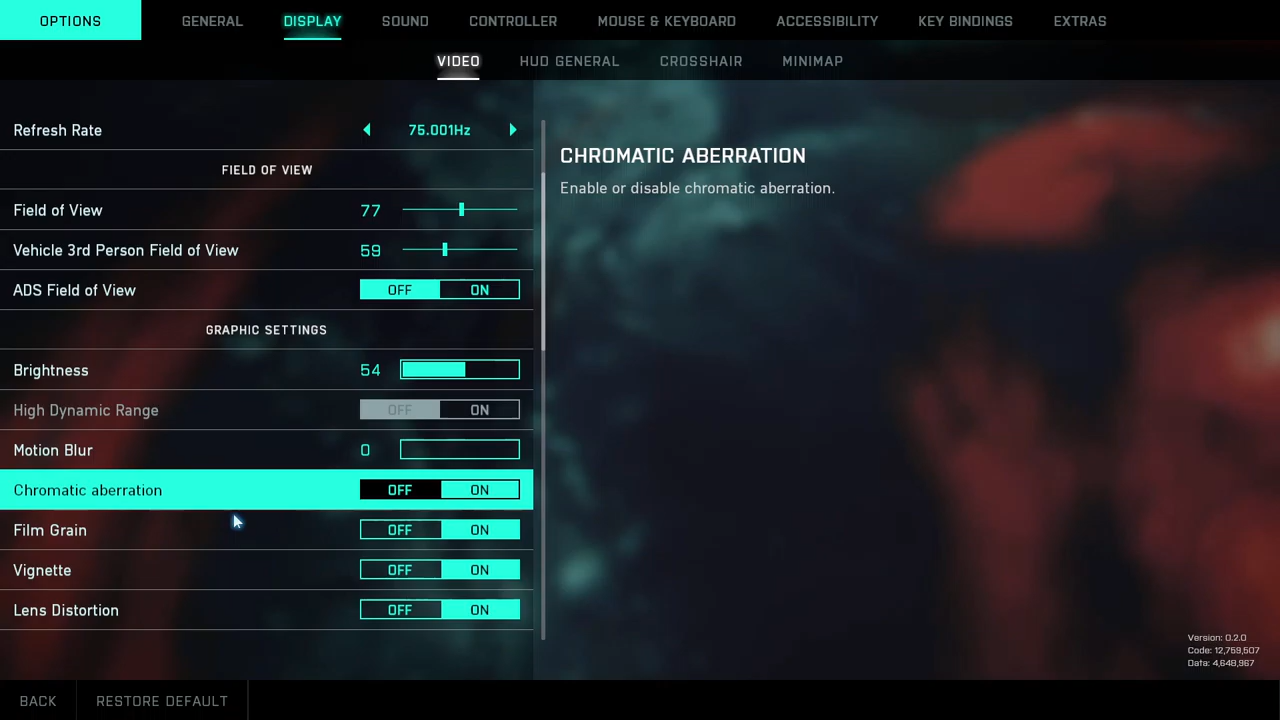 OPTIONS GENERAL DISPLAY SOUND CONTROLLER MOUSE & KEYBOARD ACCESSIBILITY KEY BINDINGS EXTRAS
VIDEO HUD GENERAL CROSSHAIR MINIMAP
Refresh Rate 75.001Hz
FIELD OF VIEW
Field of View 77
Vehicle 3rd Person Field of View 59
ADS Field of View OFF ON
GRAPHIC SETTINGS
Brightness 54
High Dynamic Range OFF ON
Motion Blur 0
Chromatic aberration OFF ON
Film Grain OFF ON
Vignette OFF ON
Lens Distortion OFF ON
CHROMATIC ABERRATION
Enable or disable chromatic aberration.
Version: 0.2.0
Code: 12,759,507
Data: 4,648,967
BACK RESTORE DEFAULT